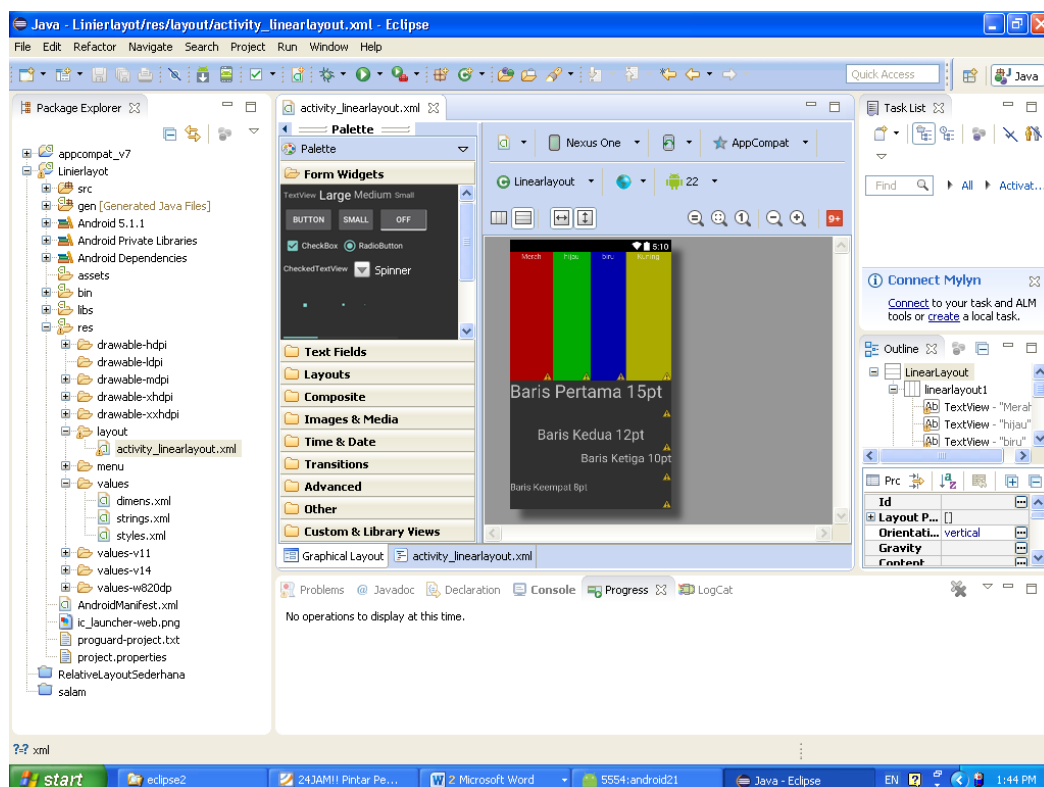 Java - Linierlayot/res/layout/activity_linearlayout.xml - Eclipse
File Edit Refactor Navigate Search Project Run Window Help
Quick Access
Java
Package Explorer
appcompat_v7
Linierlayot
src
gen [Generated Java Files]
Android 5.1.1
Android Private Libraries
Android Dependencies
assets
bin
libs
res
drawable-hdpi
drawable-ldpi
drawable-mdpi
drawable-xhdpi
drawable-xxhdpi
layout
activity_linearlayout.xml
menu
values
dimens.xml
strings.xml
styles.xml
values-v11
values-v14
values-w820dp
AndroidManifest.xml
ic_launcher-web.png
proguard-project.txt
project.properties
RelativeLayoutSederhana
salam
activity_linearlayout.xml
Palette
Palette
Form Widgets
TextView Large Medium Small
BUTTON SMALL OFF
CheckBox RadioButton
CheckedTextView Spinner
Text Fields
Layouts
Composite
Images & Media
Time & Date
Transitions
Advanced
Other
Custom & Library Views
Nexus One AppCompat
Linearlayout 22
9+
5:10
Merah hijau biru Kuning
Baris Pertama 15pt
Baris Kedua 12pt
Baris Ketiga 10pt
Baris Keempat 8pt
Graphical Layout activity_linearlayout.xml
Task List
Find All Activat...
Connect Mylyn
Connect to your task and ALM
tools or create a local task.
Outline
LinearLayout
linearlayout1
Ab TextView - "Merah
Ab TextView - "hijau"
Ab TextView - "biru"
Prc
Id
Layout P... []
Orientati... vertical
Gravity
Content
Problems @ Javadoc Declaration Console Progress LogCat
No operations to display at this time.
?=? xml
start eclipse2 24JAM!! Pintar Pe... 2 Microsoft Word 5554:android21 Java - Eclipse EN 1:44 PM